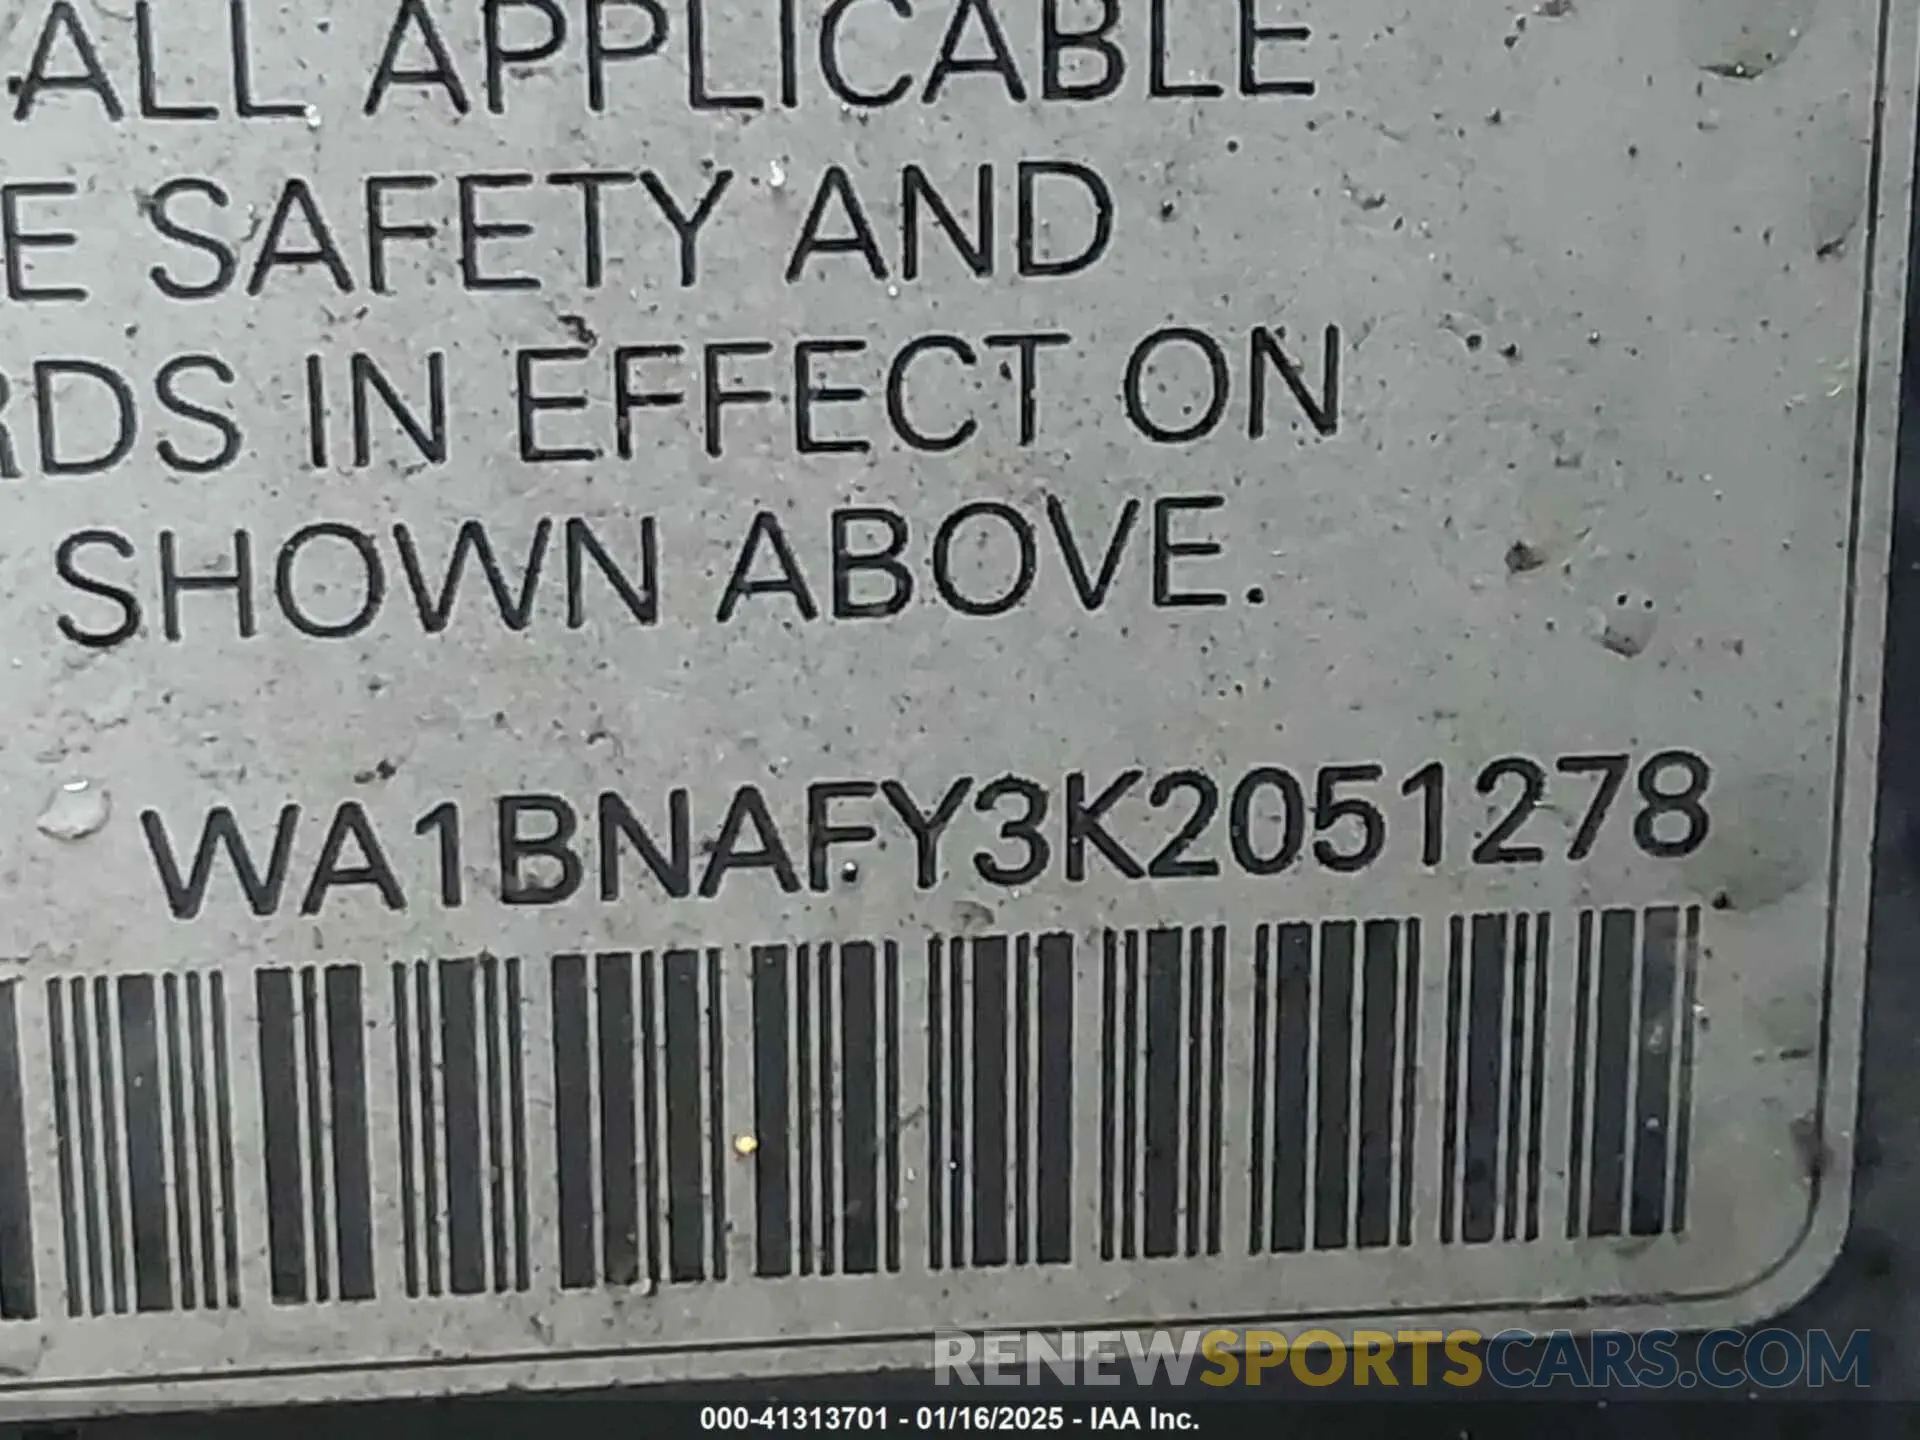 ALL APPLICABLE
E SAFETY AND
RDS IN EFFECT ON
SHOWN ABOVE.
WA1BNAFY3K2051278
RENEWSPORTSCARS.COM
000-41313701 - 01/16/2025 - IAA Inc.